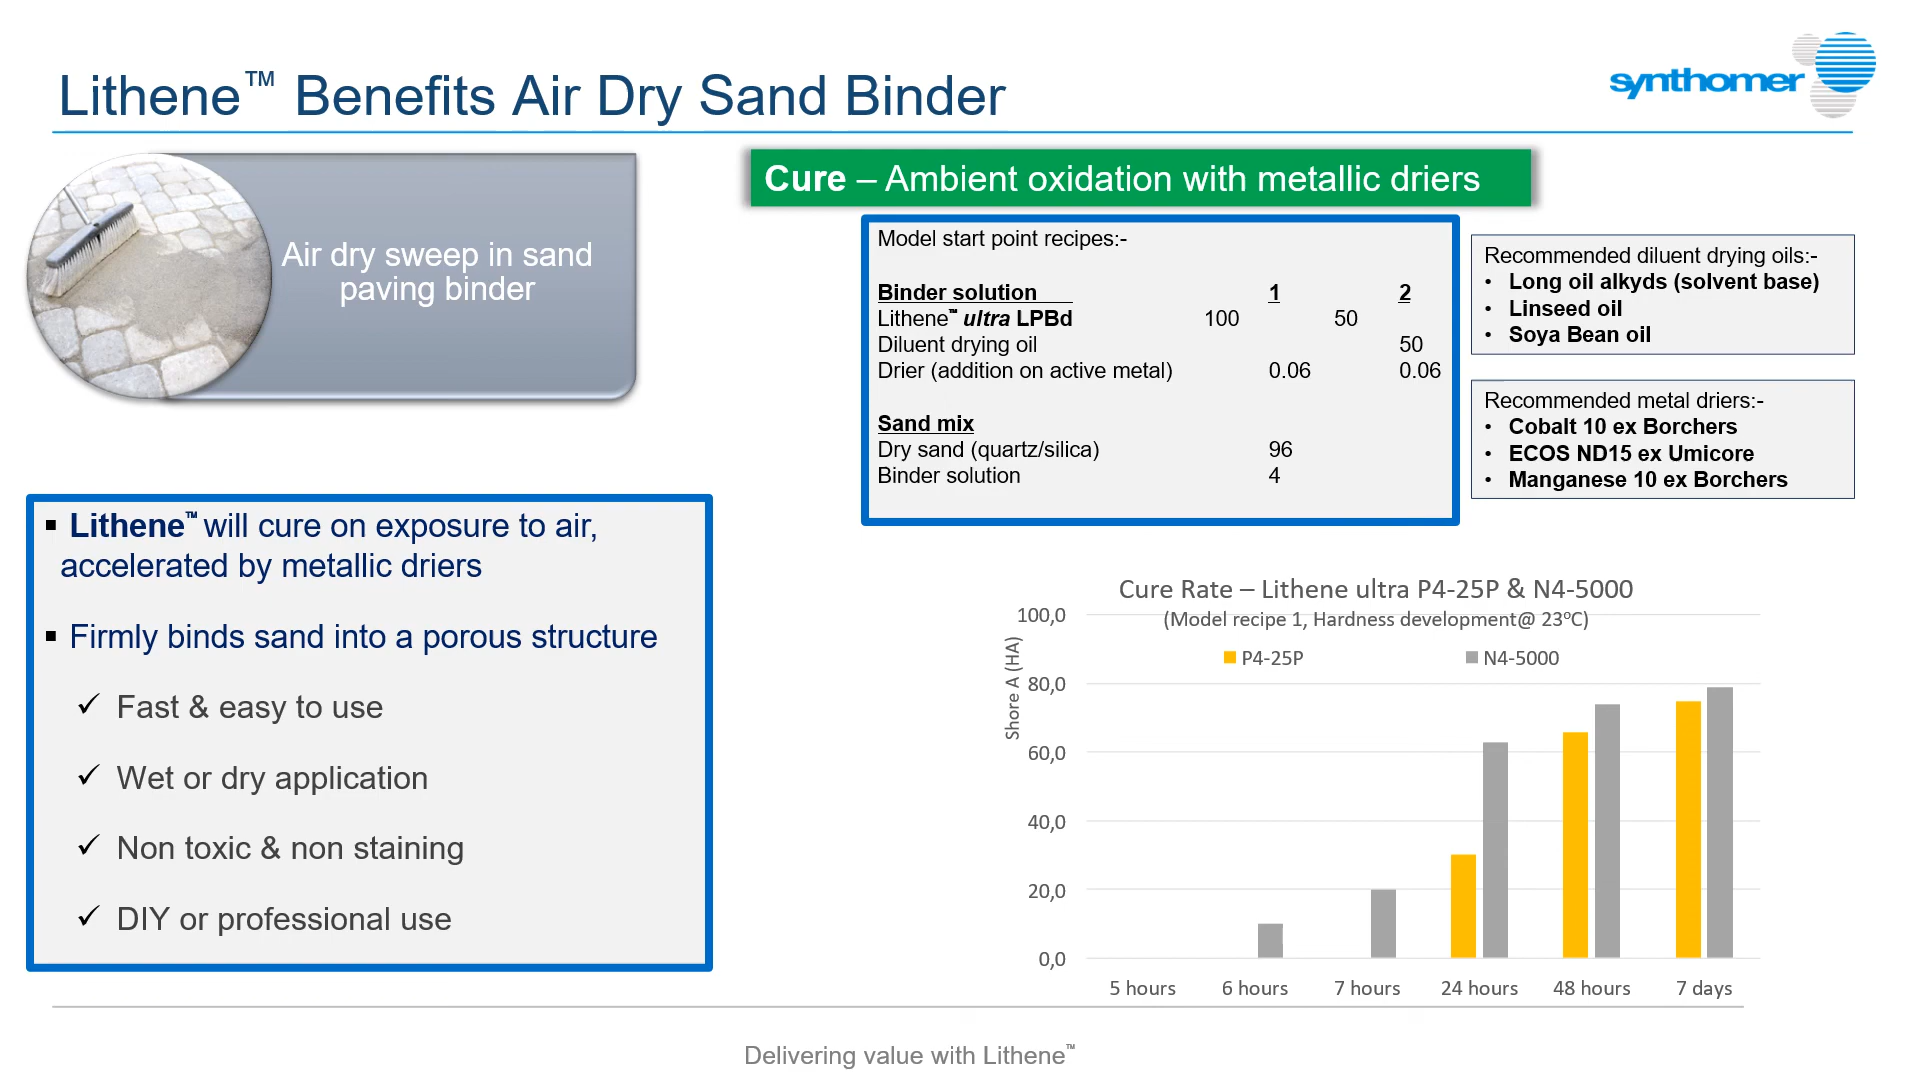 Lithene™ Benefits Air Dry Sand Binder
synthomer
Air dry sweep in sand
paving binder
Cure – Ambient oxidation with metallic driers
Model start point recipes:-
Binder solution 1 2
Lithene™ ultra LPBd 100 50
Diluent drying oil 50
Drier (addition on active metal) 0.06 0.06
Sand mix
Dry sand (quartz/silica) 96
Binder solution 4
Recommended diluent drying oils:-
• Long oil alkyds (solvent base)
• Linseed oil
• Soya Bean oil
Recommended metal driers:-
• Cobalt 10 ex Borchers
• ECOS ND15 ex Umicore
• Manganese 10 ex Borchers
▪ Lithene™ will cure on exposure to air,
accelerated by metallic driers
▪ Firmly binds sand into a porous structure
✓ Fast & easy to use
✓ Wet or dry application
✓ Non toxic & non staining
✓ DIY or professional use
Cure Rate – Lithene ultra P4-25P & N4-5000
(Model recipe 1, Hardness development@ 23ºC)
P4-25P N4-5000
Shore A (HA)
100,0
80,0
60,0
40,0
20,0
0,0
5 hours 6 hours 7 hours 24 hours 48 hours 7 days
Delivering value with Lithene™